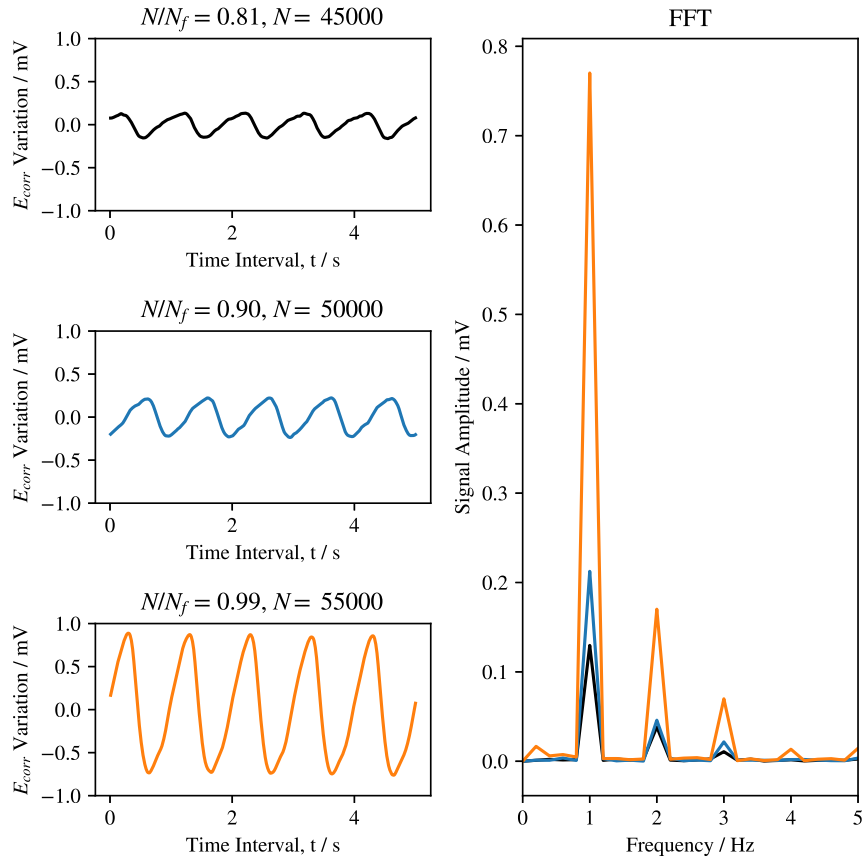 N/N_f = 0.81, N = 45000
1.0
0.5
0.0
−0.5
−1.0
E_corr Variation / mV
0 2 4
Time Interval, t / s
N/N_f = 0.90, N = 50000
1.0
0.5
0.0
−0.5
−1.0
E_corr Variation / mV
0 2 4
Time Interval, t / s
N/N_f = 0.99, N = 55000
1.0
0.5
0.0
−0.5
−1.0
E_corr Variation / mV
0 2 4
Time Interval, t / s
FFT
0.8
0.7
0.6
0.5
0.4
0.3
0.2
0.1
0.0
Signal Amplitude / mV
0 1 2 3 4 5
Frequency / Hz